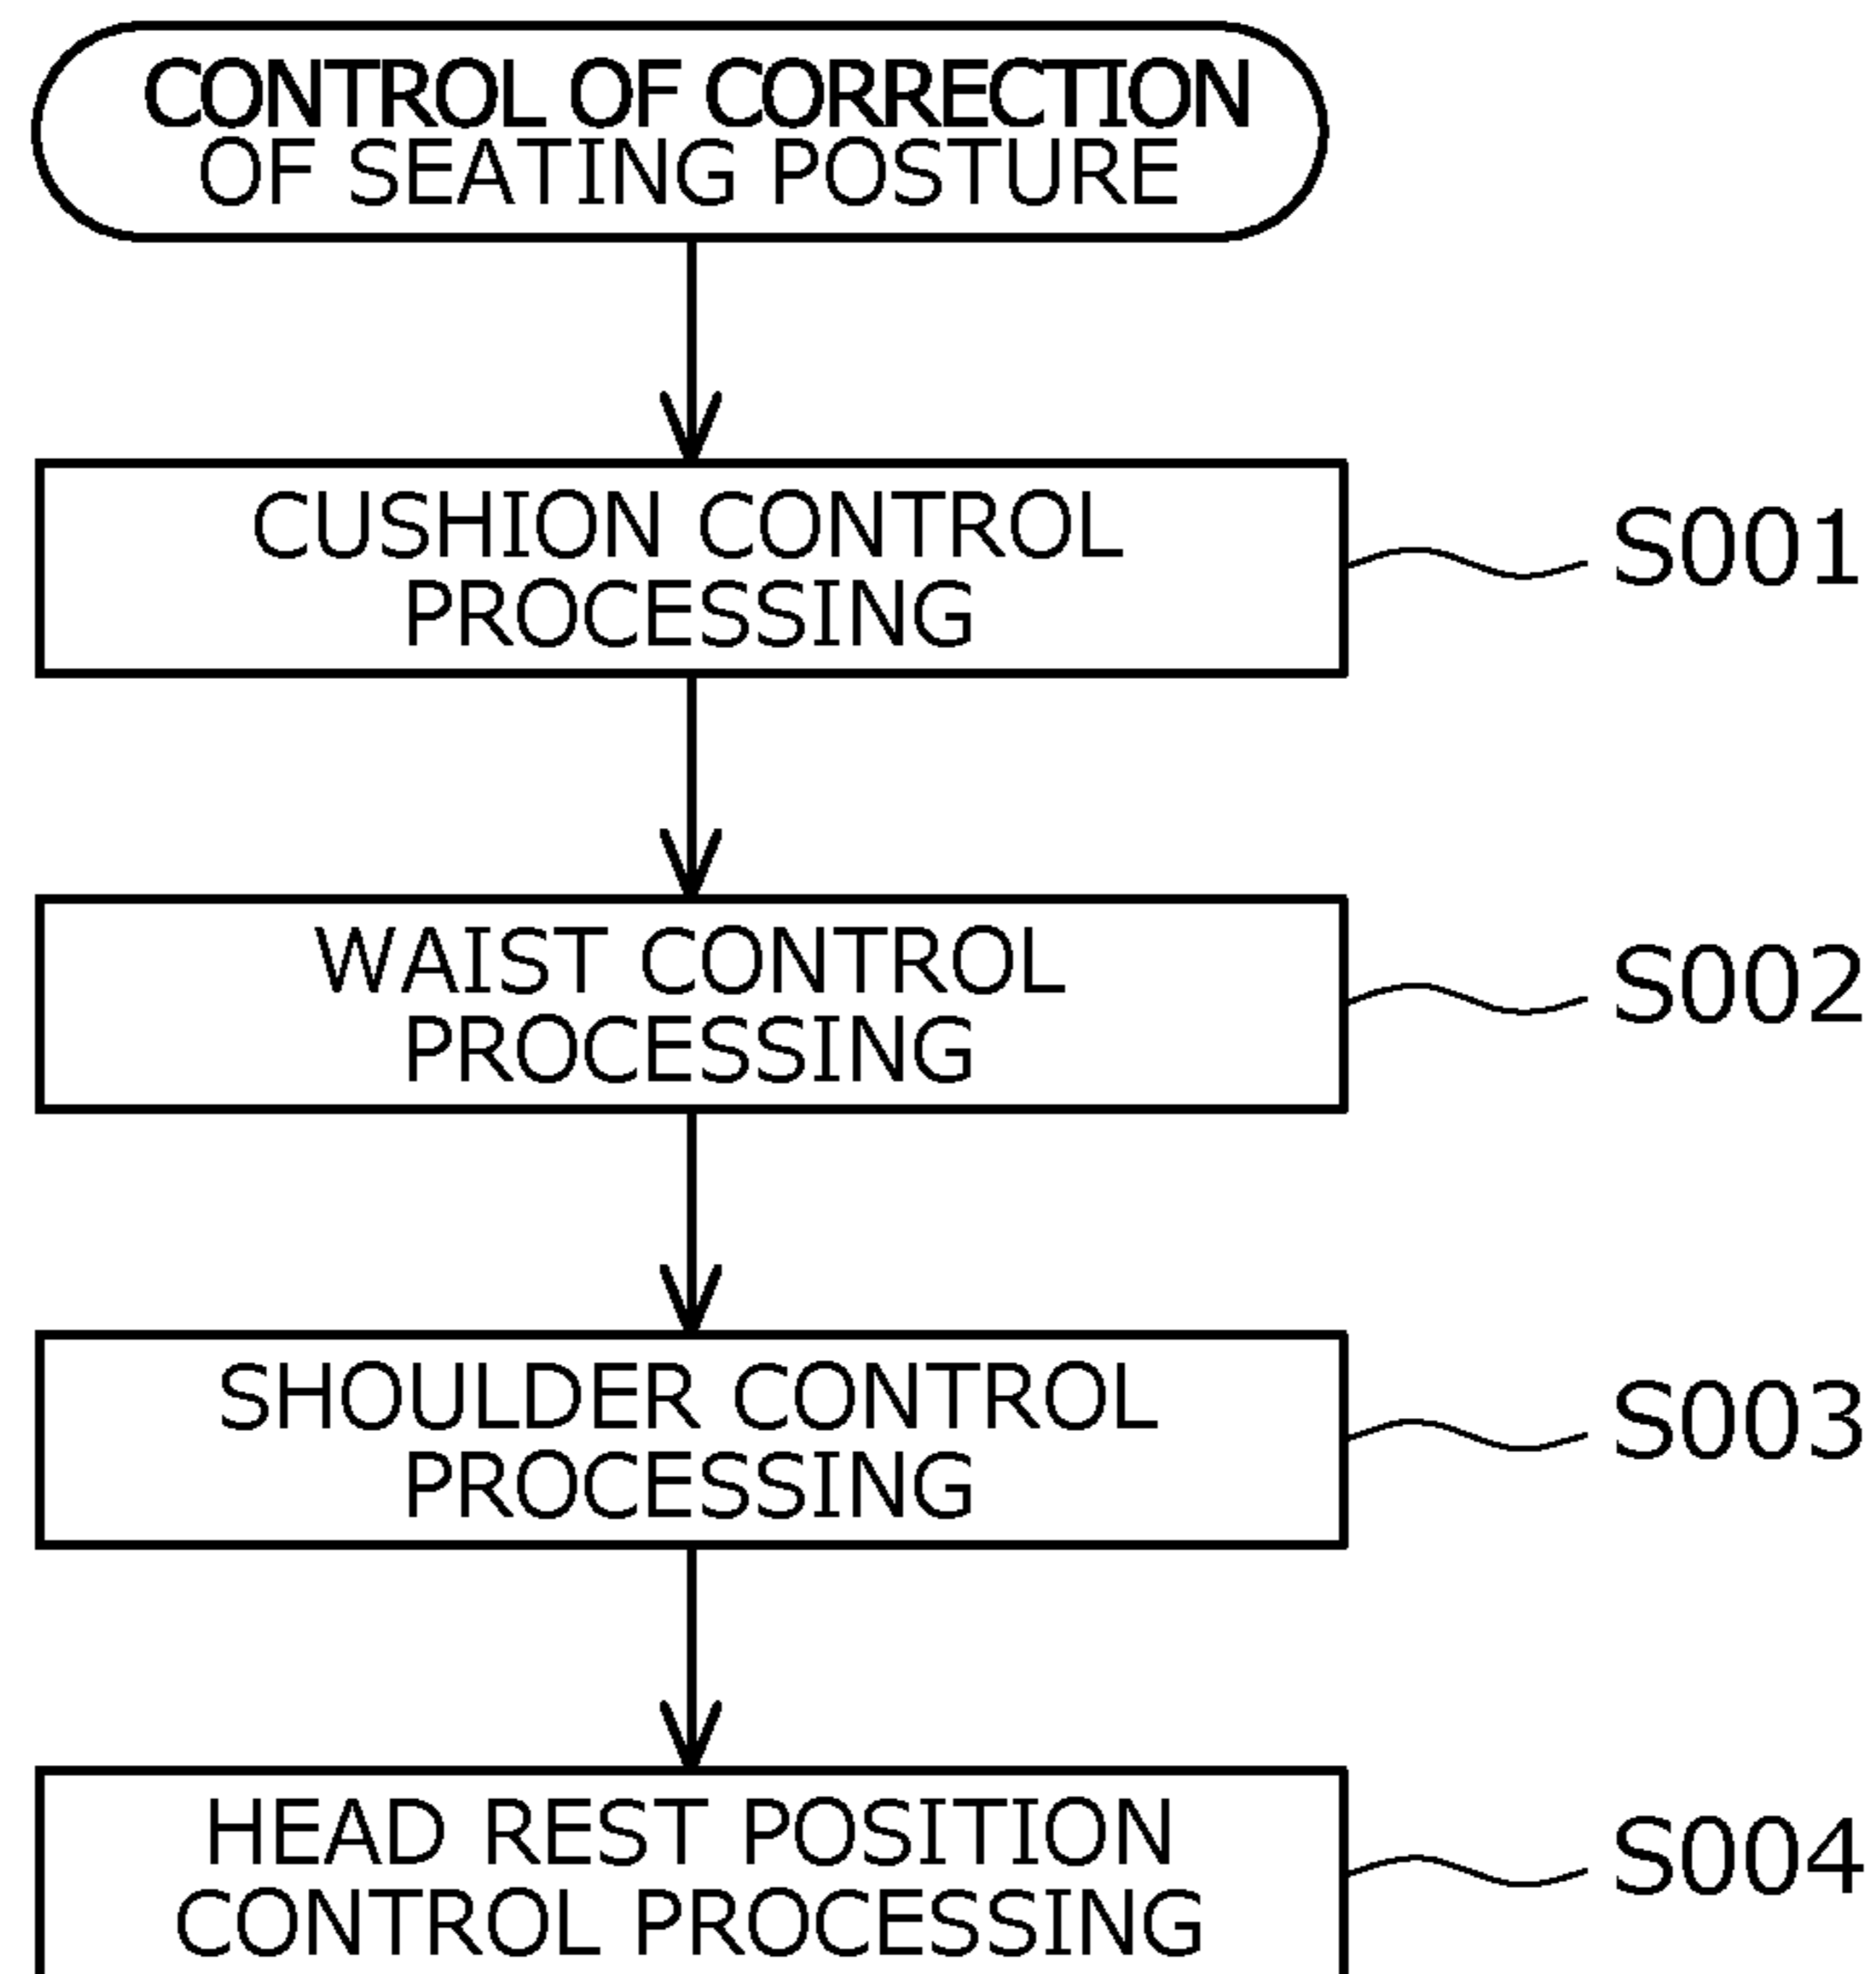 CONTROL OF CORRECTION
OF SEATING POSTURE
CUSHION CONTROL
PROCESSING
S001
WAIST CONTROL
PROCESSING
S002
SHOULDER CONTROL
PROCESSING
S003
HEAD REST POSITION
CONTROL PROCESSING
S004